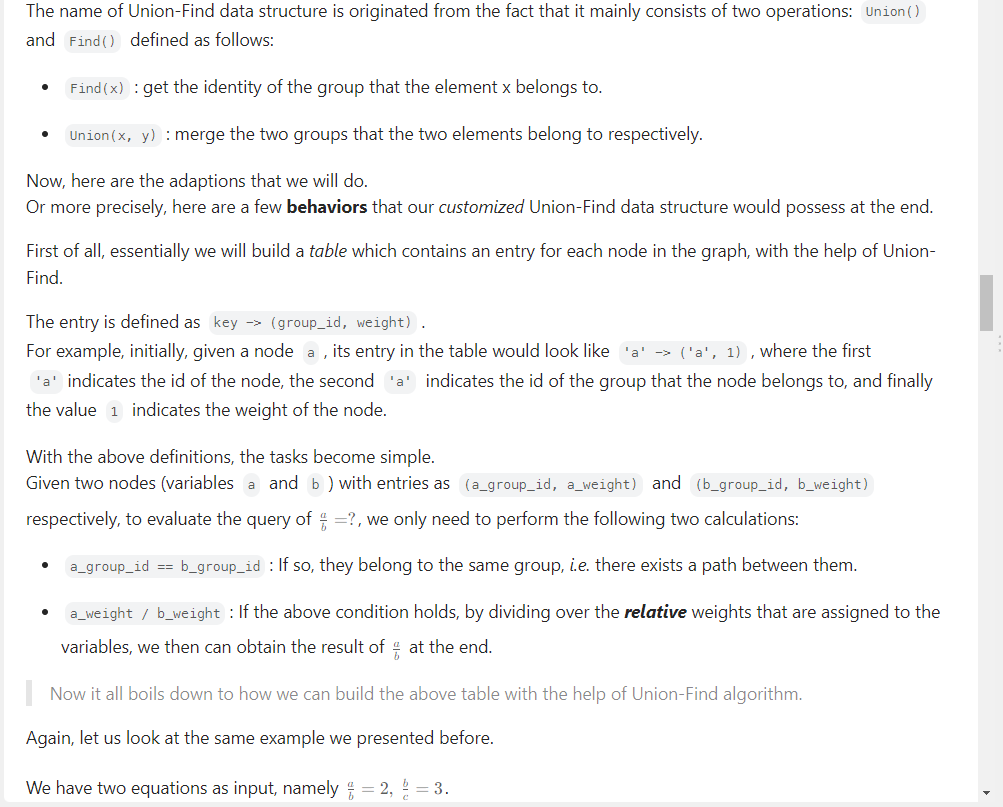 The name of Union-Find data structure is originated from the fact that it mainly consists of two operations: Union()
and Find() defined as follows:
• Find(x) : get the identity of the group that the element x belongs to.
• Union(x, y) : merge the two groups that the two elements belong to respectively.
Now, here are the adaptions that we will do.
Or more precisely, here are a few behaviors that our customized Union-Find data structure would possess at the end.
First of all, essentially we will build a table which contains an entry for each node in the graph, with the help of Union-
Find.
The entry is defined as key -> (group_id, weight) .
For example, initially, given a node a , its entry in the table would look like 'a' -> ('a', 1) , where the first
'a' indicates the id of the node, the second 'a' indicates the id of the group that the node belongs to, and finally
the value 1 indicates the weight of the node.
With the above definitions, the tasks become simple.
Given two nodes (variables a and b ) with entries as (a_group_id, a_weight) and (b_group_id, b_weight)
respectively, to evaluate the query of a/b =?, we only need to perform the following two calculations:
• a_group_id == b_group_id : If so, they belong to the same group, i.e. there exists a path between them.
• a_weight / b_weight : If the above condition holds, by dividing over the relative weights that are assigned to the
variables, we then can obtain the result of a/b at the end.
Now it all boils down to how we can build the above table with the help of Union-Find algorithm.
Again, let us look at the same example we presented before.
We have two equations as input, namely a/b = 2, b/c = 3.